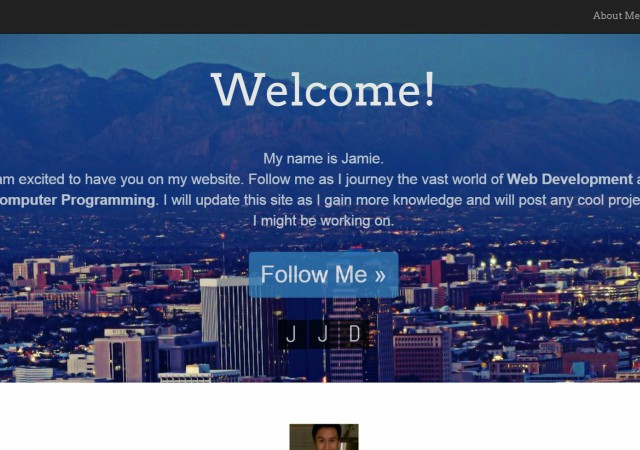 About Me
Welcome!
My name is Jamie.
am excited to have you on my website. Follow me as I journey the vast world of Web Development a
omputer Programming. I will update this site as I gain more knowledge and will post any cool proje
I might be working on.
Follow Me »
J J D